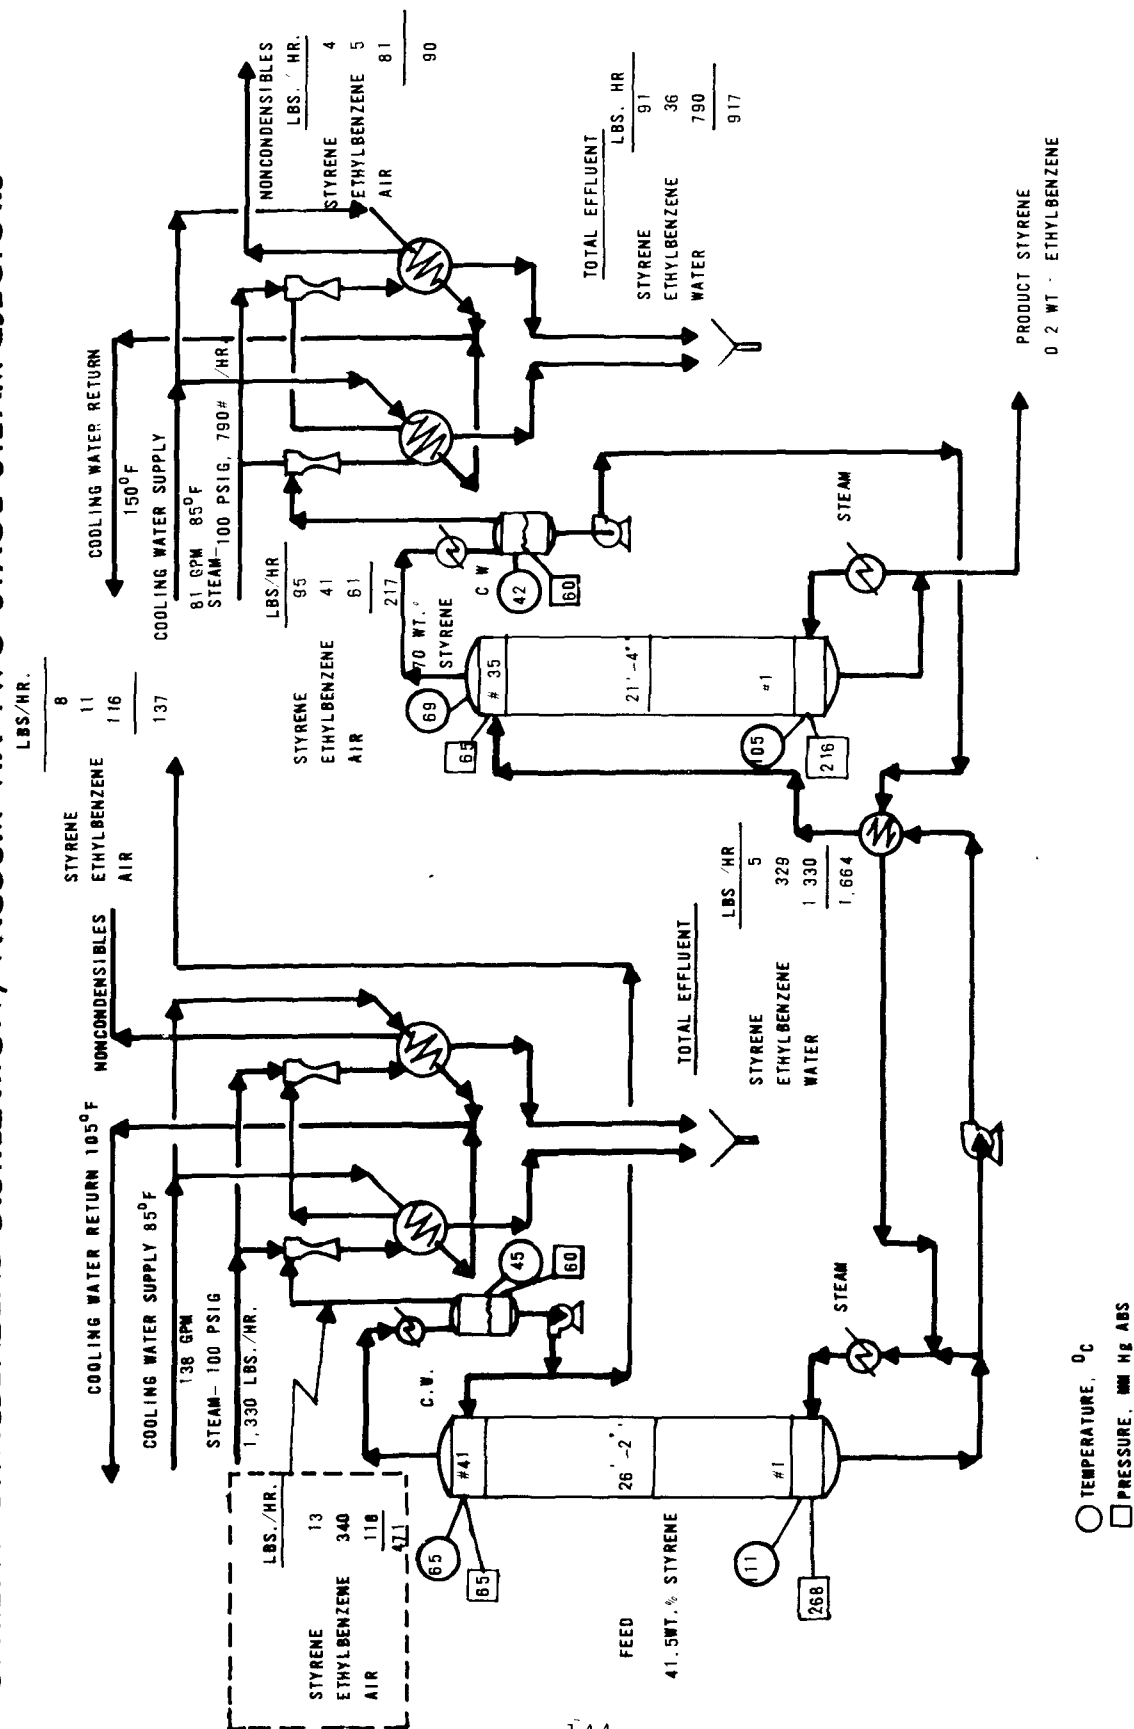 COOLING WATER RETURN 105°F
COOLING WATER SUPPLY 85°F
138 GPM
STEAM- 100 PSIG
1,330 LBS./HR.
NONCONDENSIBLES
LBS/HR.
STYRENE 8
ETHYLBENZENE 11
AIR 116
137
LBS./HR.
STYRENE 13
ETHYLBENZENE 340
AIR 118
471
C.W.
45
60
65
65
#41
26'-2"
#1
111
268
FEED
41.5WT.% STYRENE
STEAM
TOTAL EFFLUENT
LBS /HR
STYRENE 5
ETHYLBENZENE 329
WATER 1 330
1,664
COOLING WATER RETURN
150°F
COOLING WATER SUPPLY
81 GPM 85°F
STEAM-100 PSIG, 790# /HR.
NONCONDENSIBLES
LBS. HR.
STYRENE 4
ETHYLBENZENE 5
AIR 81
90
LBS/HR
STYRENE 95
ETHYLBENZENE 41
AIR 61
217
70 WT.
STYRENE
C W
42
60
69
65
# 35
21'-4"
#1
105
216
STEAM
TOTAL EFFLUENT
LBS. HR
STYRENE 91
ETHYLBENZENE 36
WATER 790
917
PRODUCT STYRENE
0 2 WT - ETHYLBENZENE
TEMPERATURE, °C
PRESSURE, MM Hg ABS